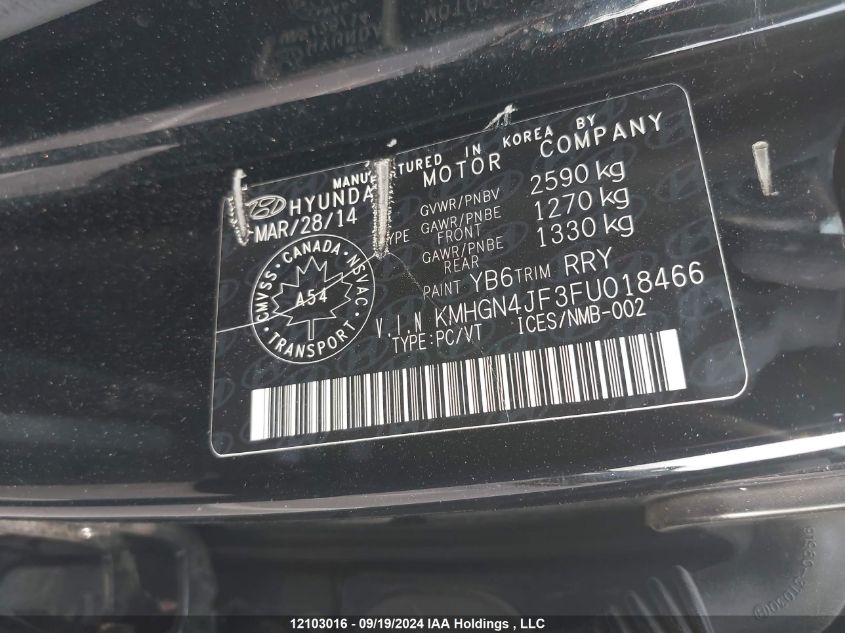 MANUFACTURED IN KOREA BY
HYUNDAI MOTOR COMPANY
MAR/28/14
GVWR/PNBV 2590 kg
GAWR/PNBE FRONT 1270 kg
GAWR/PNBE REAR 1330 kg
PAINT YB6 TRIM RRY
V.I.N KMHGN4JF3FU018466
TYPE:PC/VT ICES/NMB-002
CANADA
CMVSS NSVAC
A54
TRANSPORT
12103016 - 09/19/2024 IAA Holdings , LLC